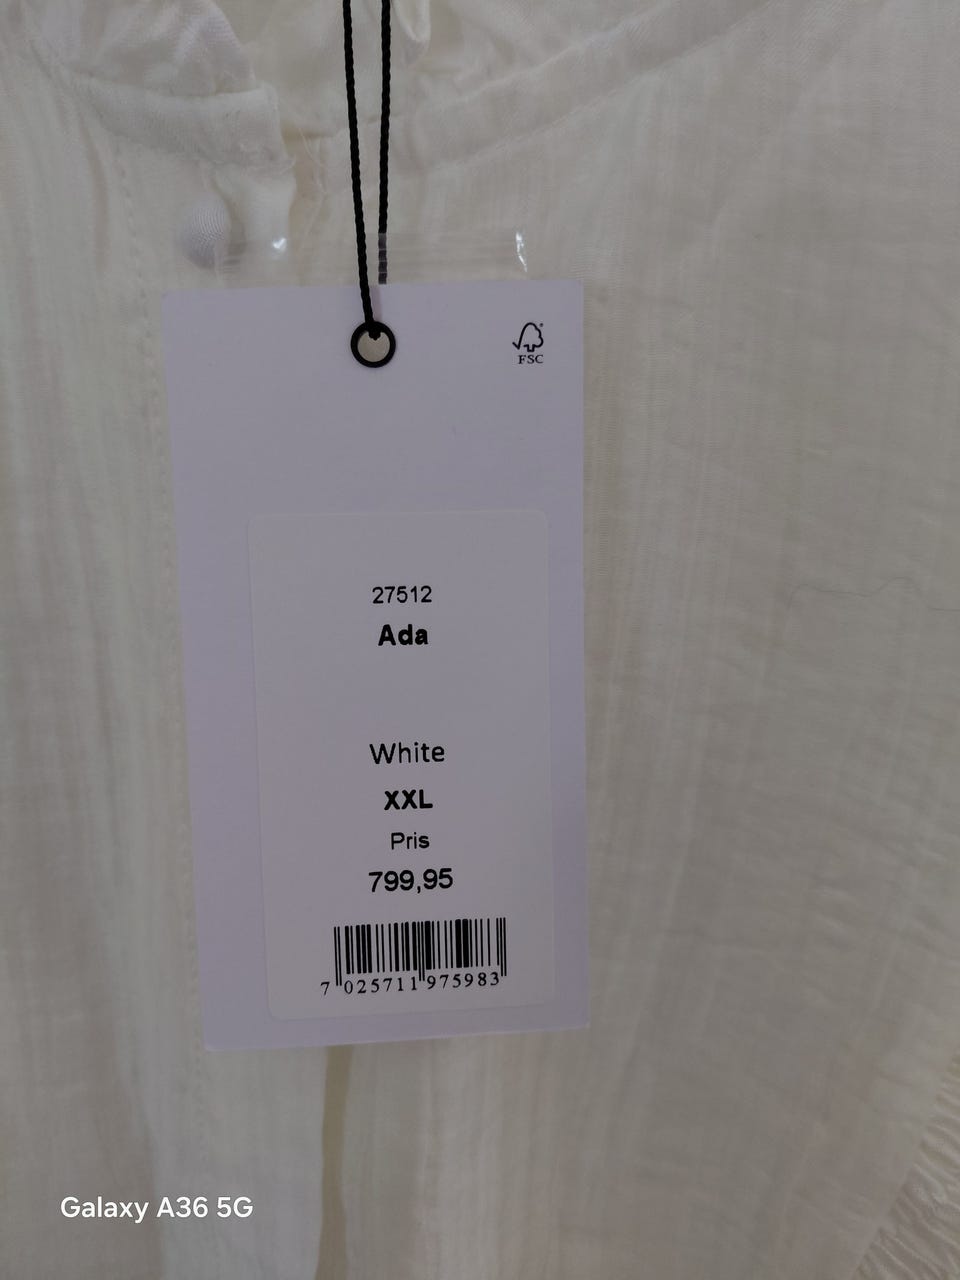 FSC
27512
Ada
White
XXL
Pris
799,95
7 025711 975983
Galaxy A36 5G